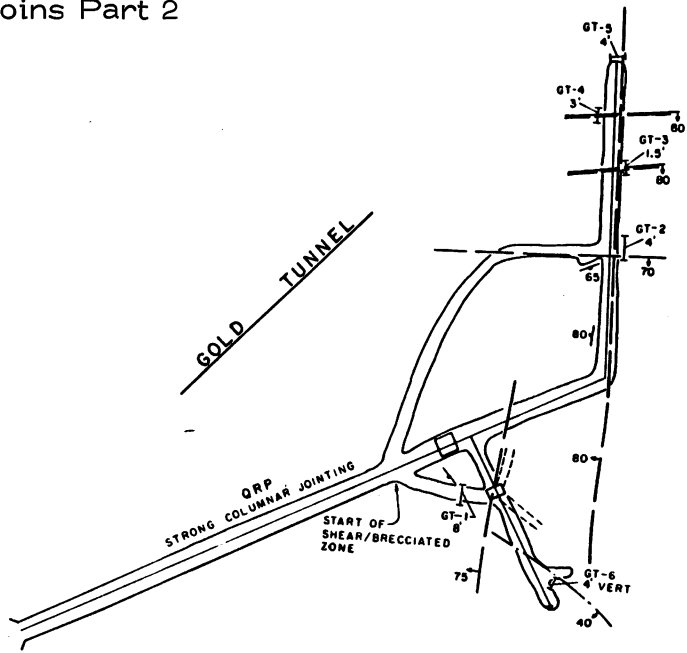 oins Part 2
GT-5
4'
GT-4
3'
60
GT-3
1.5'
80
GT-2
4'
70
65
GOLD TUNNEL
80
80
QRP
STRONG COLUMNAR JOINTING
START OF
SHEAR/BRECCIATED
ZONE
GT-1
8'
75
GT-6
4' VERT
40